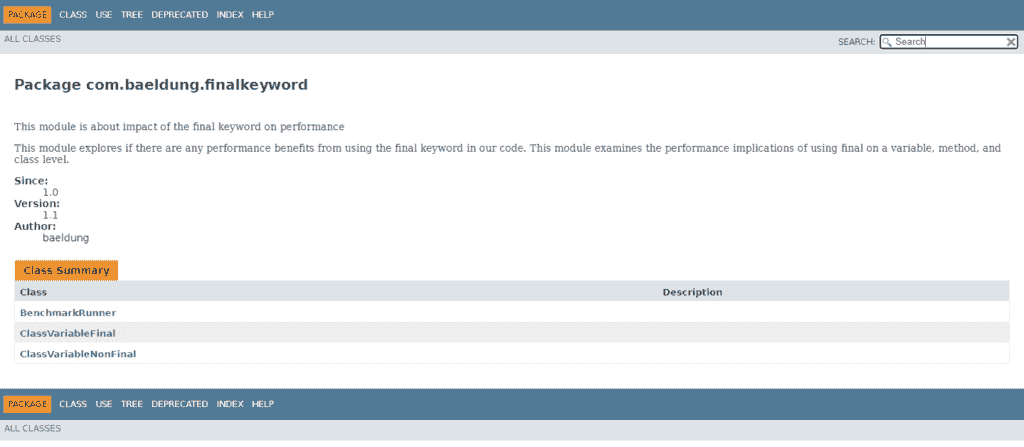 PACKAGE CLASS USE TREE DEPRECATED INDEX HELP
ALL CLASSES
SEARCH: Search
Package com.baeldung.finalkeyword
This module is about impact of the final keyword on performance
This module explores if there are any performance benefits from using the final keyword in our code. This module examines the performance implications of using final on a variable, method, and
class level.
Since:
1.0
Version:
1.1
Author:
baeldung
Class Summary
Class Description
BenchmarkRunner
ClassVariableFinal
ClassVariableNonFinal
PACKAGE CLASS USE TREE DEPRECATED INDEX HELP
ALL CLASSES